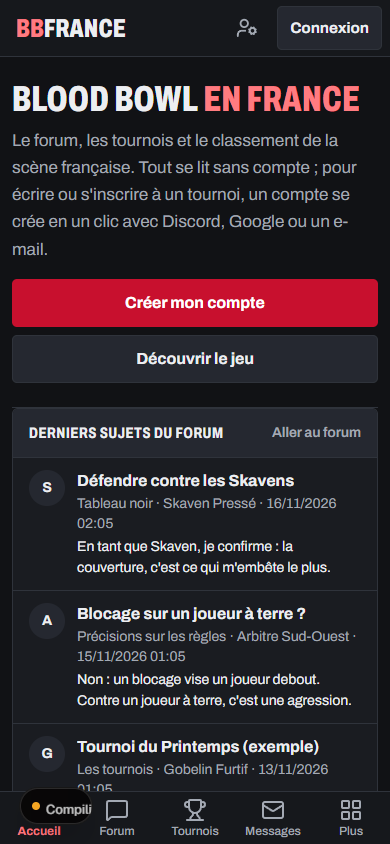 BBFRANCE
Connexion
BLOOD BOWL EN FRANCE
Le forum, les tournois et le classement de la
scène française. Tout se lit sans compte ; pour
écrire ou s'inscrire à un tournoi, un compte se
crée en un clic avec Discord, Google ou un e-
mail.
Créer mon compte
Découvrir le jeu
DERNIERS SUJETS DU FORUM
Aller au forum
S
Défendre contre les Skavens
Tableau noir · Skaven Pressé · 16/11/2026
02:05
En tant que Skaven, je confirme : la
couverture, c'est ce qui m'embête le plus.
A
Blocage sur un joueur à terre ?
Précisions sur les règles · Arbitre Sud-Ouest ·
15/11/2026 01:05
Non : un blocage vise un joueur debout.
Contre un joueur à terre, c'est une agression.
G
Tournoi du Printemps (exemple)
Les tournois · Gobelin Furtif · 13/11/2026
01:05
Compili
Accueil
Forum
Tournois
Messages
Plus